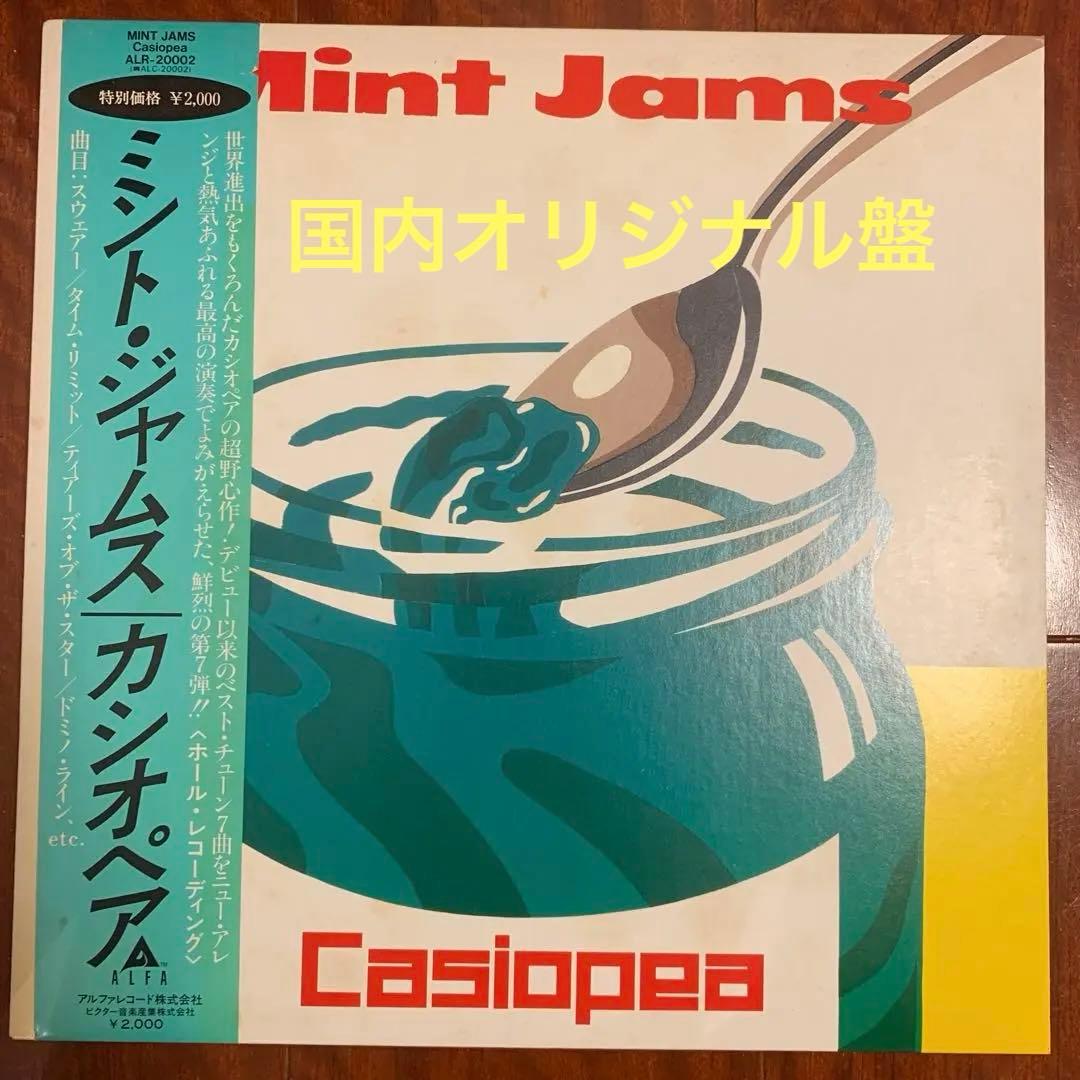 MINT JAMS
Casiopea
ALR-20002
(ALC-20002)
特別価格 ¥2,000
ミント・ジャムス／カシオペア
世界進出をもくろんだカシオペアの超野心作！デビュー以来のベスト・チューン7曲をニュー・アレ
ンジと熱気あふれる最高の演奏でよみがえらせた、鮮烈の第7弾!!〈ホール・レコーディング〉
曲目：スウェアー／タイム・リミット／ティアーズ・オブ・ザ・スター／ドミノ・ライン、etc.
ALFA
TM
アルファレコード株式会社
ビクター音楽産業株式会社
¥2,000
Mint Jams
国内オリジナル盤
Casiopea